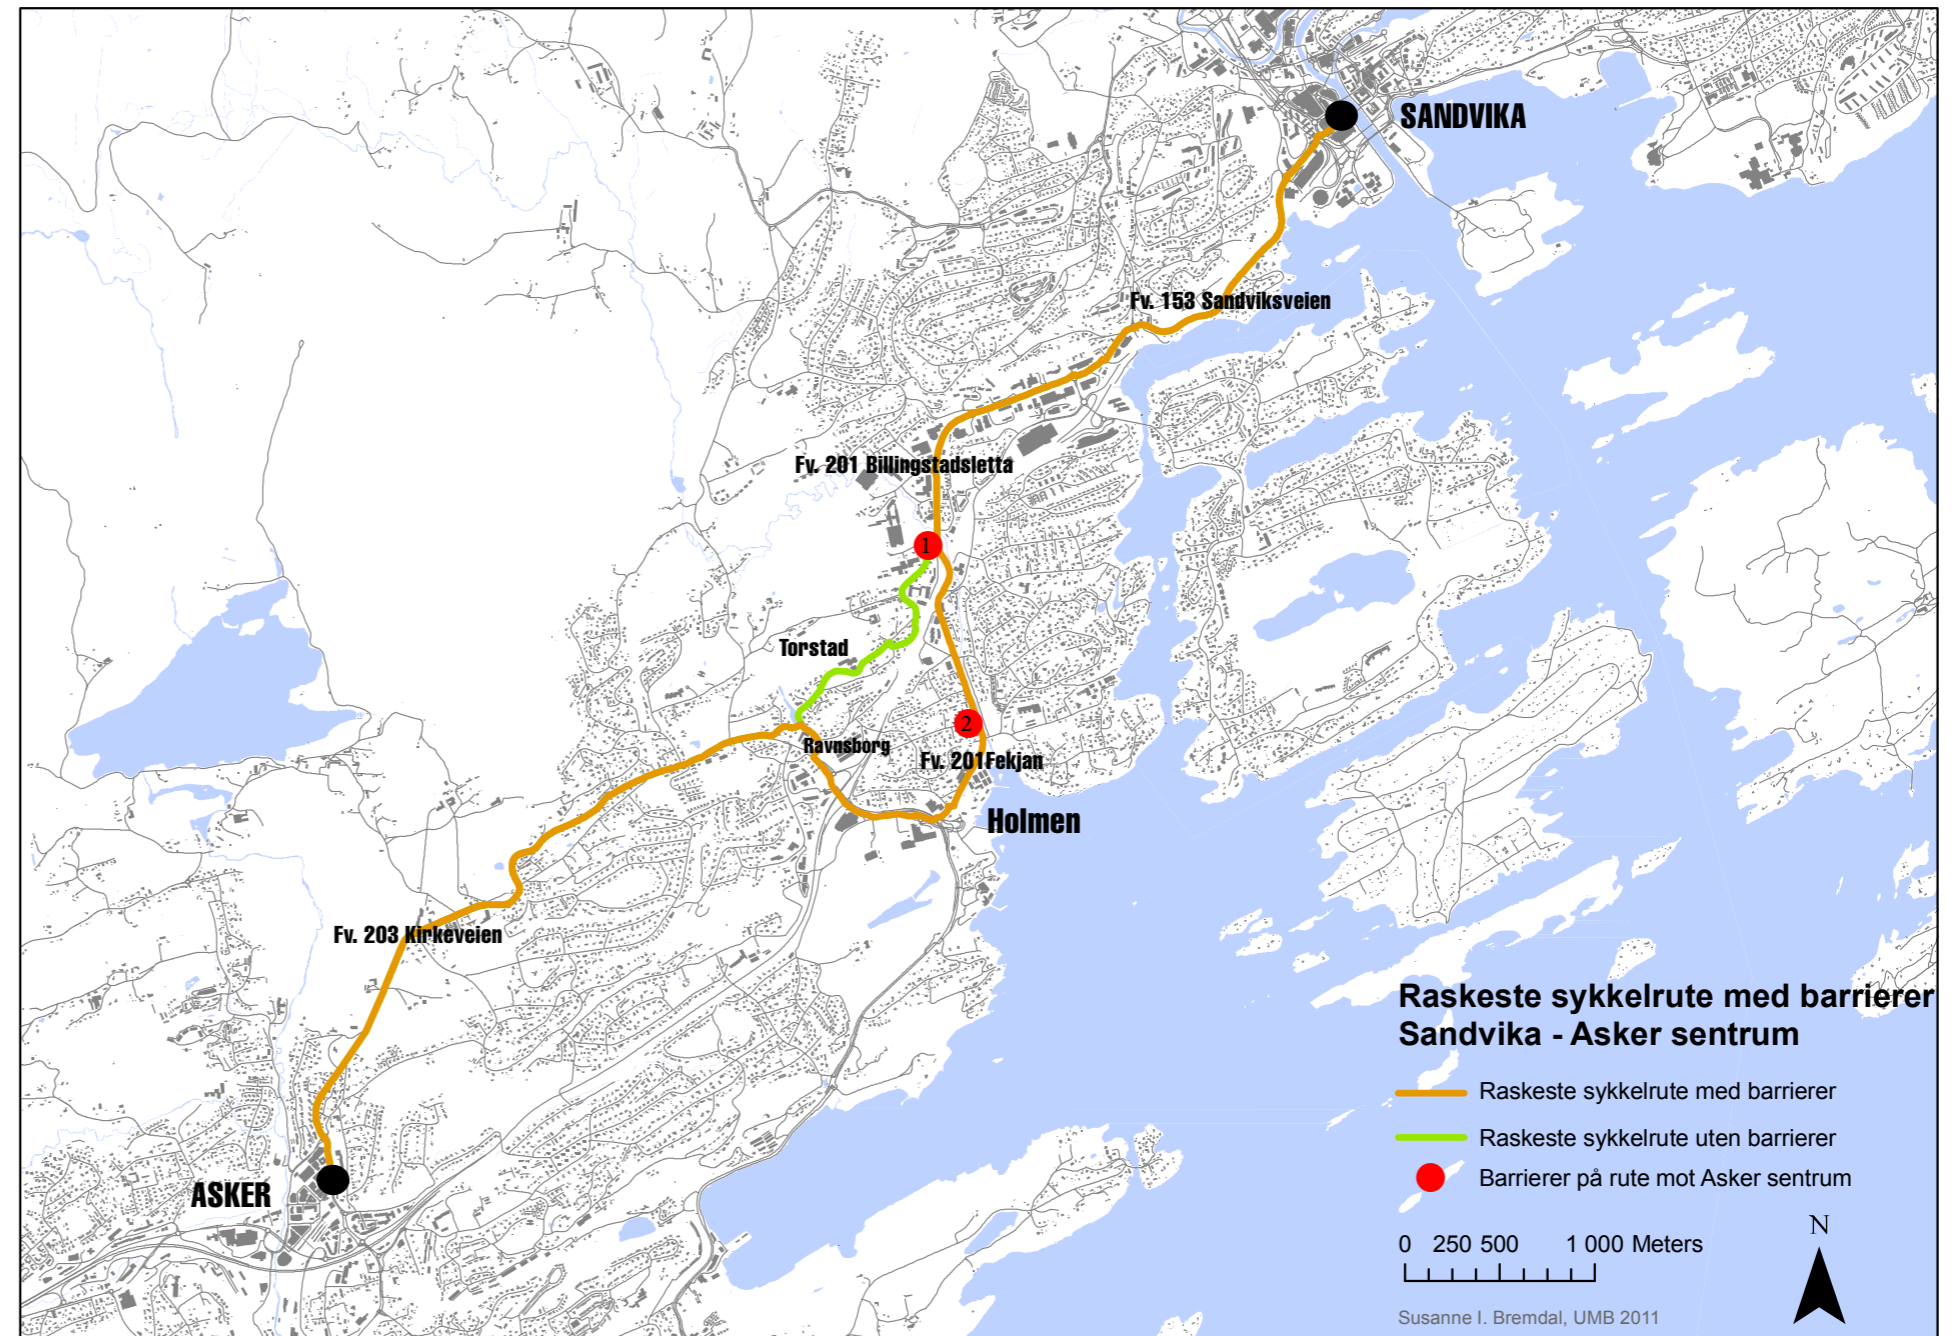 SANDVIKA
Fv. 153 Sandviksveien
Fv. 201 Billingstadsletta
1
Torstad
2
Ravnsborg
Fv. 201Fekjan
Holmen
Fv. 203 Kirkeveien
ASKER
Raskeste sykkelrute med barrierer
Sandvika - Asker sentrum
Raskeste sykkelrute med barrierer
Raskeste sykkelrute uten barrierer
Barrierer på rute mot Asker sentrum
N
0 250 500 1 000 Meters
Susanne I. Bremdal, UMB 2011